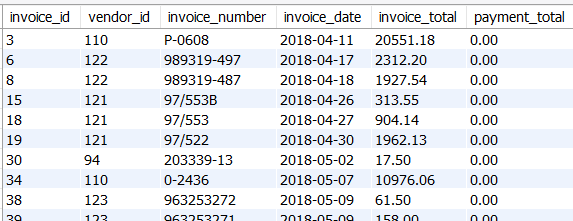 invoice_id vendor_id invoice_number invoice_date invoice_total payment_total
3 110 P-0608 2018-04-11 20551.18 0.00
6 122 989319-497 2018-04-17 2312.20 0.00
8 122 989319-487 2018-04-18 1927.54 0.00
15 121 97/553B 2018-04-26 313.55 0.00
18 121 97/553 2018-04-27 904.14 0.00
19 121 97/522 2018-04-30 1962.13 0.00
30 94 203339-13 2018-05-02 17.50 0.00
34 110 0-2436 2018-05-07 10976.06 0.00
38 123 963253272 2018-05-09 61.50 0.00
39 123 963253271 2018-05-09 158.00 0.00